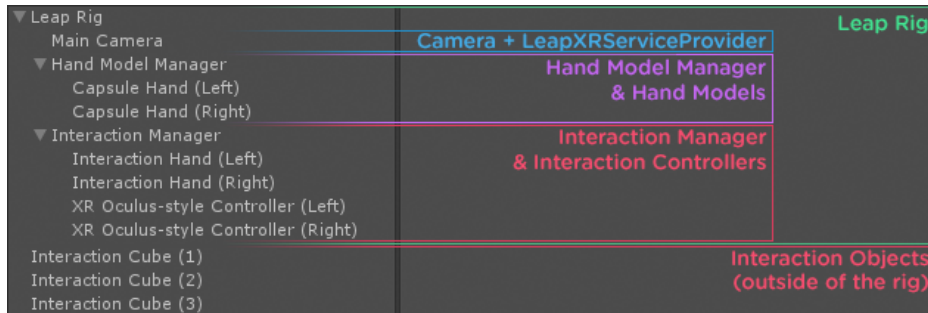 Leap Rig
Leap Rig
Main Camera
Camera + LeapXRServiceProvider
Hand Model Manager
Hand Model Manager
Capsule Hand (Left)
& Hand Models
Capsule Hand (Right)
Interaction Manager
Interaction Manager
Interaction Hand (Left)
& Interaction Controllers
Interaction Hand (Right)
XR Oculus-style Controller (Left)
XR Oculus-style Controller (Right)
Interaction Cube (1)
Interaction Objects
Interaction Cube (2)
(outside of the rig)
Interaction Cube (3)